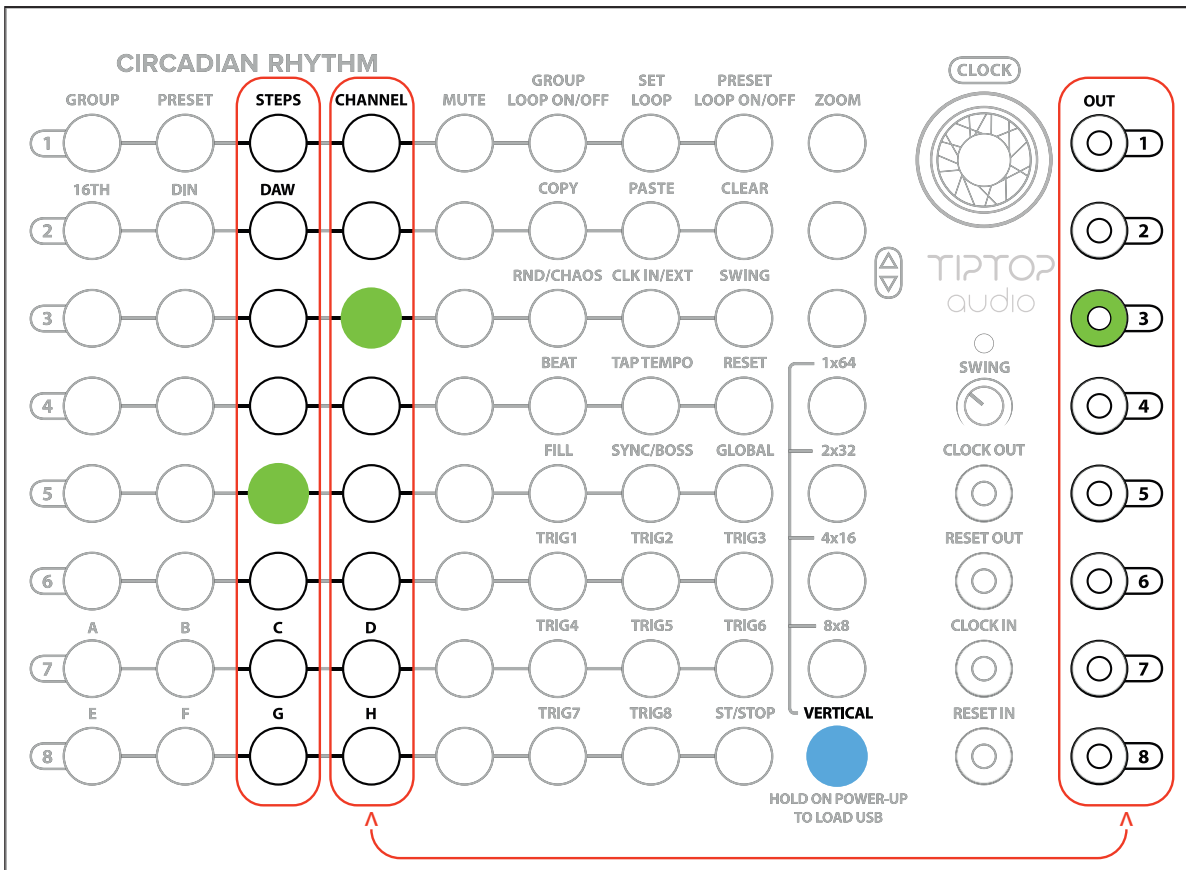 CIRCADIAN RHYTHM
CLOCK
GROUP PRESET STEPS CHANNEL MUTE GROUP LOOP ON/OFF SET LOOP PRESET LOOP ON/OFF ZOOM OUT
1 1
16TH DIN DAW COPY PASTE CLEAR
2 2
RND/CHAOS CLK IN/EXT SWING TIPTOP audio
3 3
BEAT TAP TEMPO RESET 1x64 SWING
4 4
FILL SYNC/BOSS GLOBAL 2x32 CLOCK OUT
5 5
TRIG1 TRIG2 TRIG3 4x16 RESET OUT
6 6
A B C D TRIG4 TRIG5 TRIG6 8x8 CLOCK IN
7 7
E F G H TRIG7 TRIG8 ST/STOP VERTICAL RESET IN
8 8
HOLD ON POWER-UP
TO LOAD USB